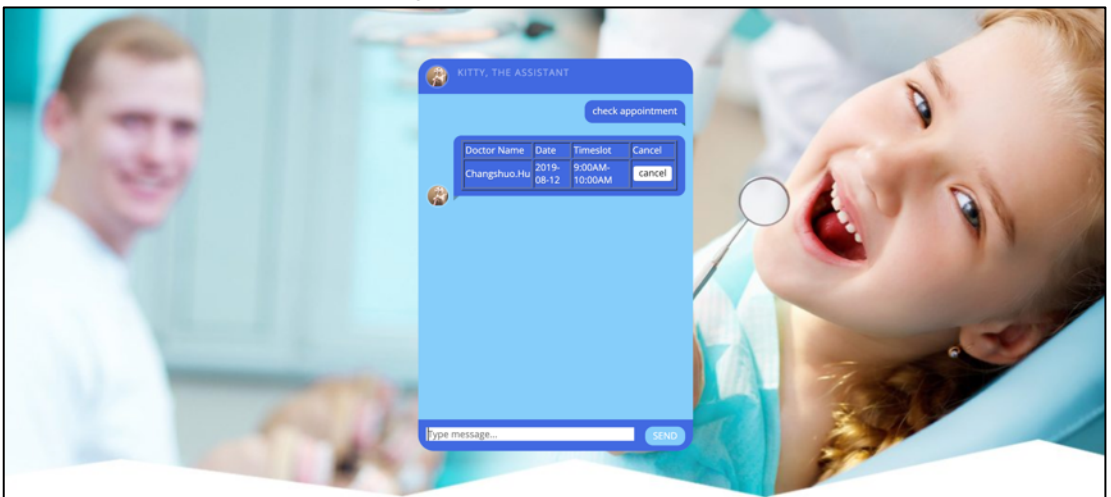 KITTY, THE ASSISTANT
check appointment
Doctor Name Date Timeslot Cancel
Changshuo.Hu 2019-08-12 9:00AM-10:00AM cancel
Type message... SEND